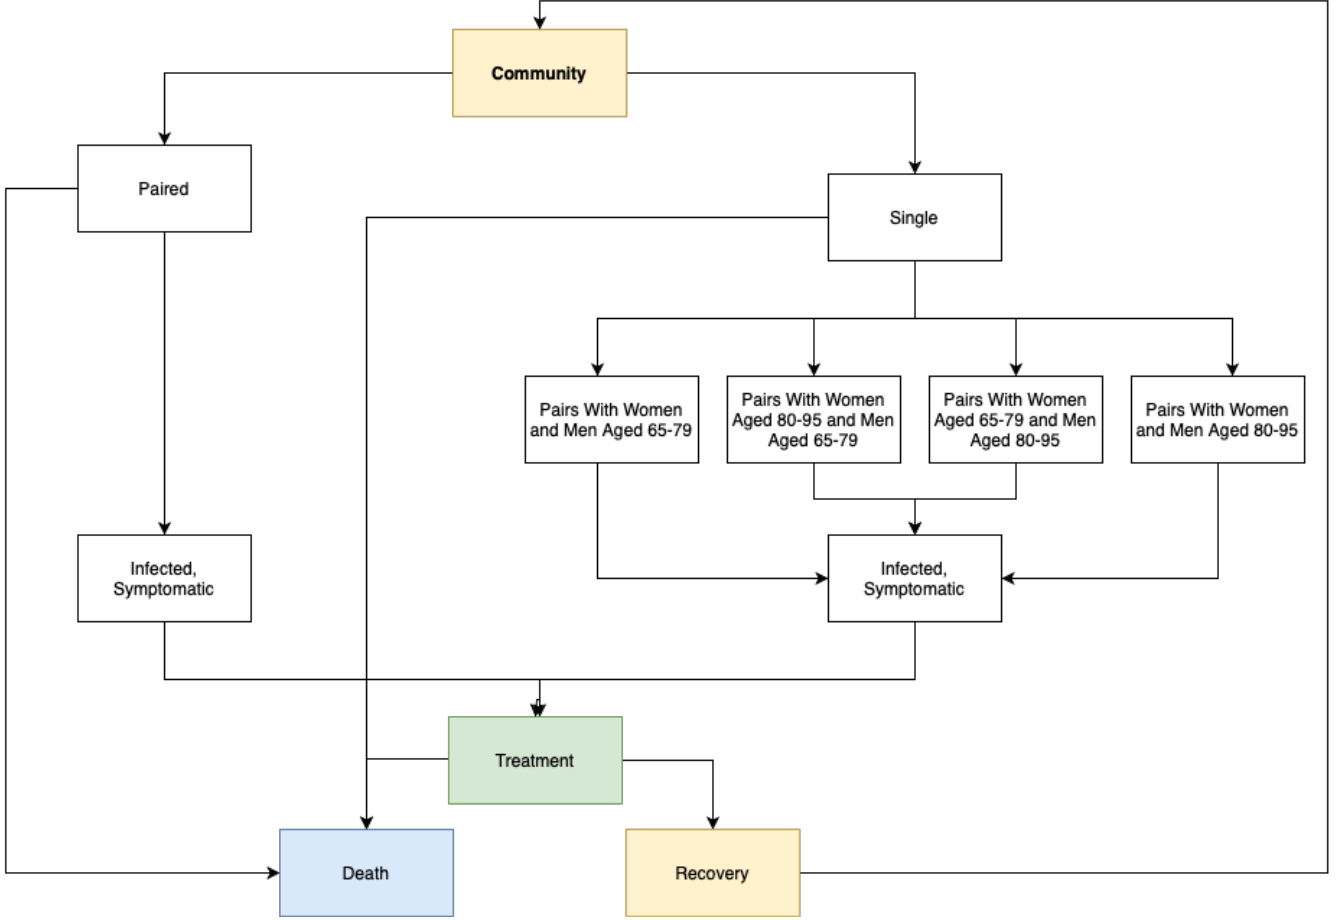 Community
Paired
Single
Pairs With Women
and Men Aged 65-79
Pairs With Women
Aged 80-95 and Men
Aged 65-79
Pairs With Women
Aged 65-79 and Men
Aged 80-95
Pairs With Women
and Men Aged 80-95
Infected,
Symptomatic
Infected,
Symptomatic
Treatment
Death
Recovery